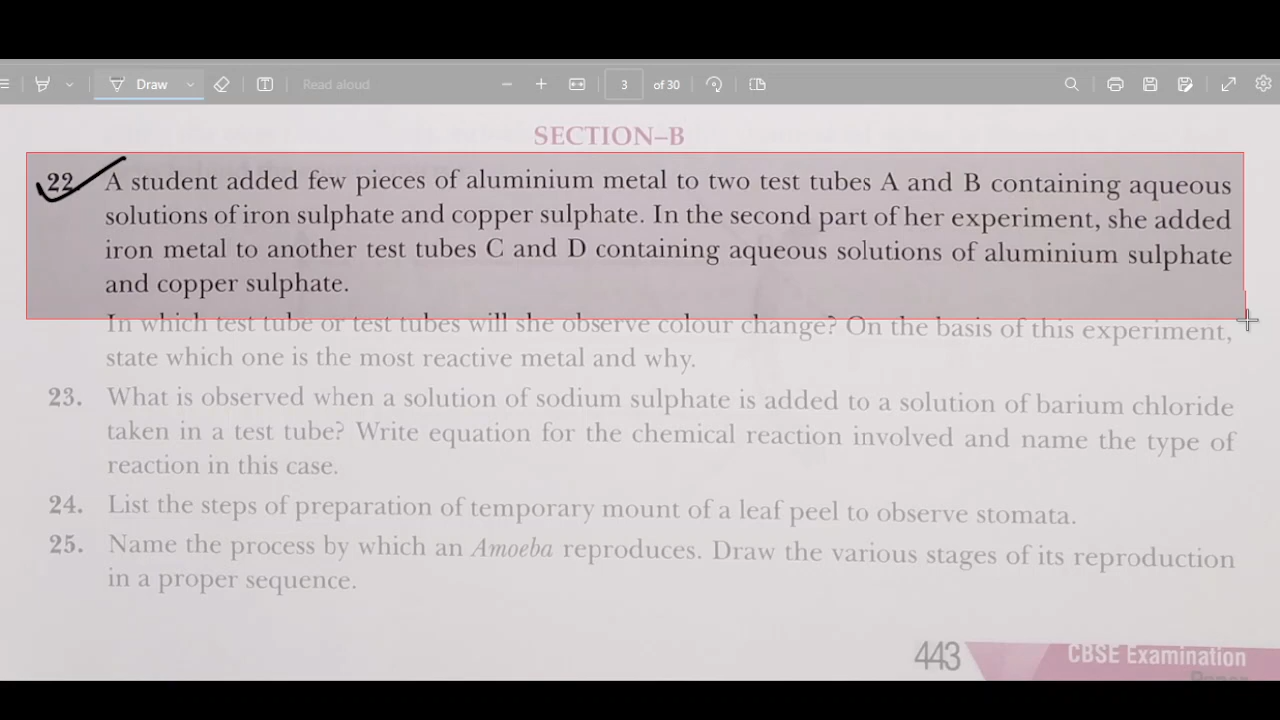 Draw
Read aloud
3
of 30
SECTION–B
22 A student added few pieces of aluminium metal to two test tubes A and B containing aqueous
solutions of iron sulphate and copper sulphate. In the second part of her experiment, she added
iron metal to another test tubes C and D containing aqueous solutions of aluminium sulphate
and copper sulphate.
In which test tube or test tubes will she observe colour change? On the basis of this experiment,
state which one is the most reactive metal and why.
23. What is observed when a solution of sodium sulphate is added to a solution of barium chloride
taken in a test tube? Write equation for the chemical reaction involved and name the type of
reaction in this case.
24. List the steps of preparation of temporary mount of a leaf peel to observe stomata.
25. Name the process by which an Amoeba reproduces. Draw the various stages of its reproduction
in a proper sequence.
443
CBSE Examination